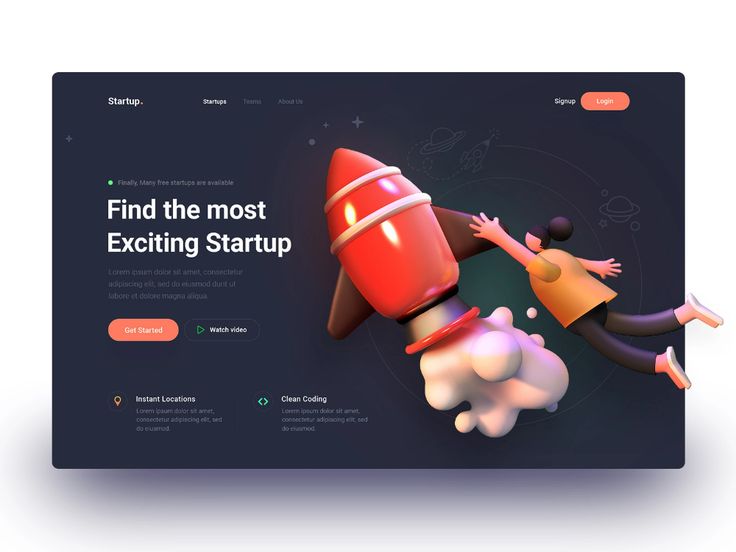 Startup.
Startups Teams About Us
Signup Login
Finally, Many free startups are available
Find the most
Exciting Startup
Lorem ipsum dolor sit amet, consectetur
adipiscing elit, sed do eiusmod dunt ut
labore et dolore magna aliqua.
Get Started Watch video
Instant Locations
Lorem ipsum dolor sit amet,
consectetur adipiscing elit, sed
do eiusmod.
Clean Coding
Lorem ipsum dolor sit amet,
consectetur adipiscing elit, sed
do eiusmod.